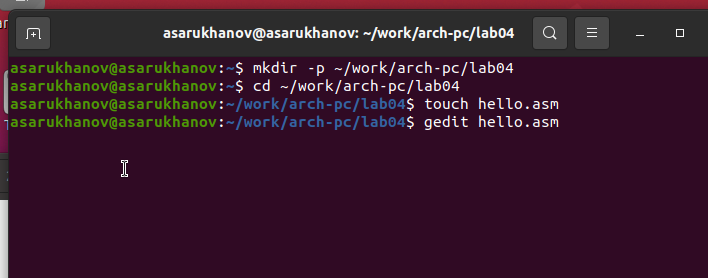 asarukhanov@asarukhanov: ~/work/arch-pc/lab04
asarukhanov@asarukhanov:~$ mkdir -p ~/work/arch-pc/lab04
asarukhanov@asarukhanov:~$ cd ~/work/arch-pc/lab04
asarukhanov@asarukhanov:~/work/arch-pc/lab04$ touch hello.asm
asarukhanov@asarukhanov:~/work/arch-pc/lab04$ gedit hello.asm